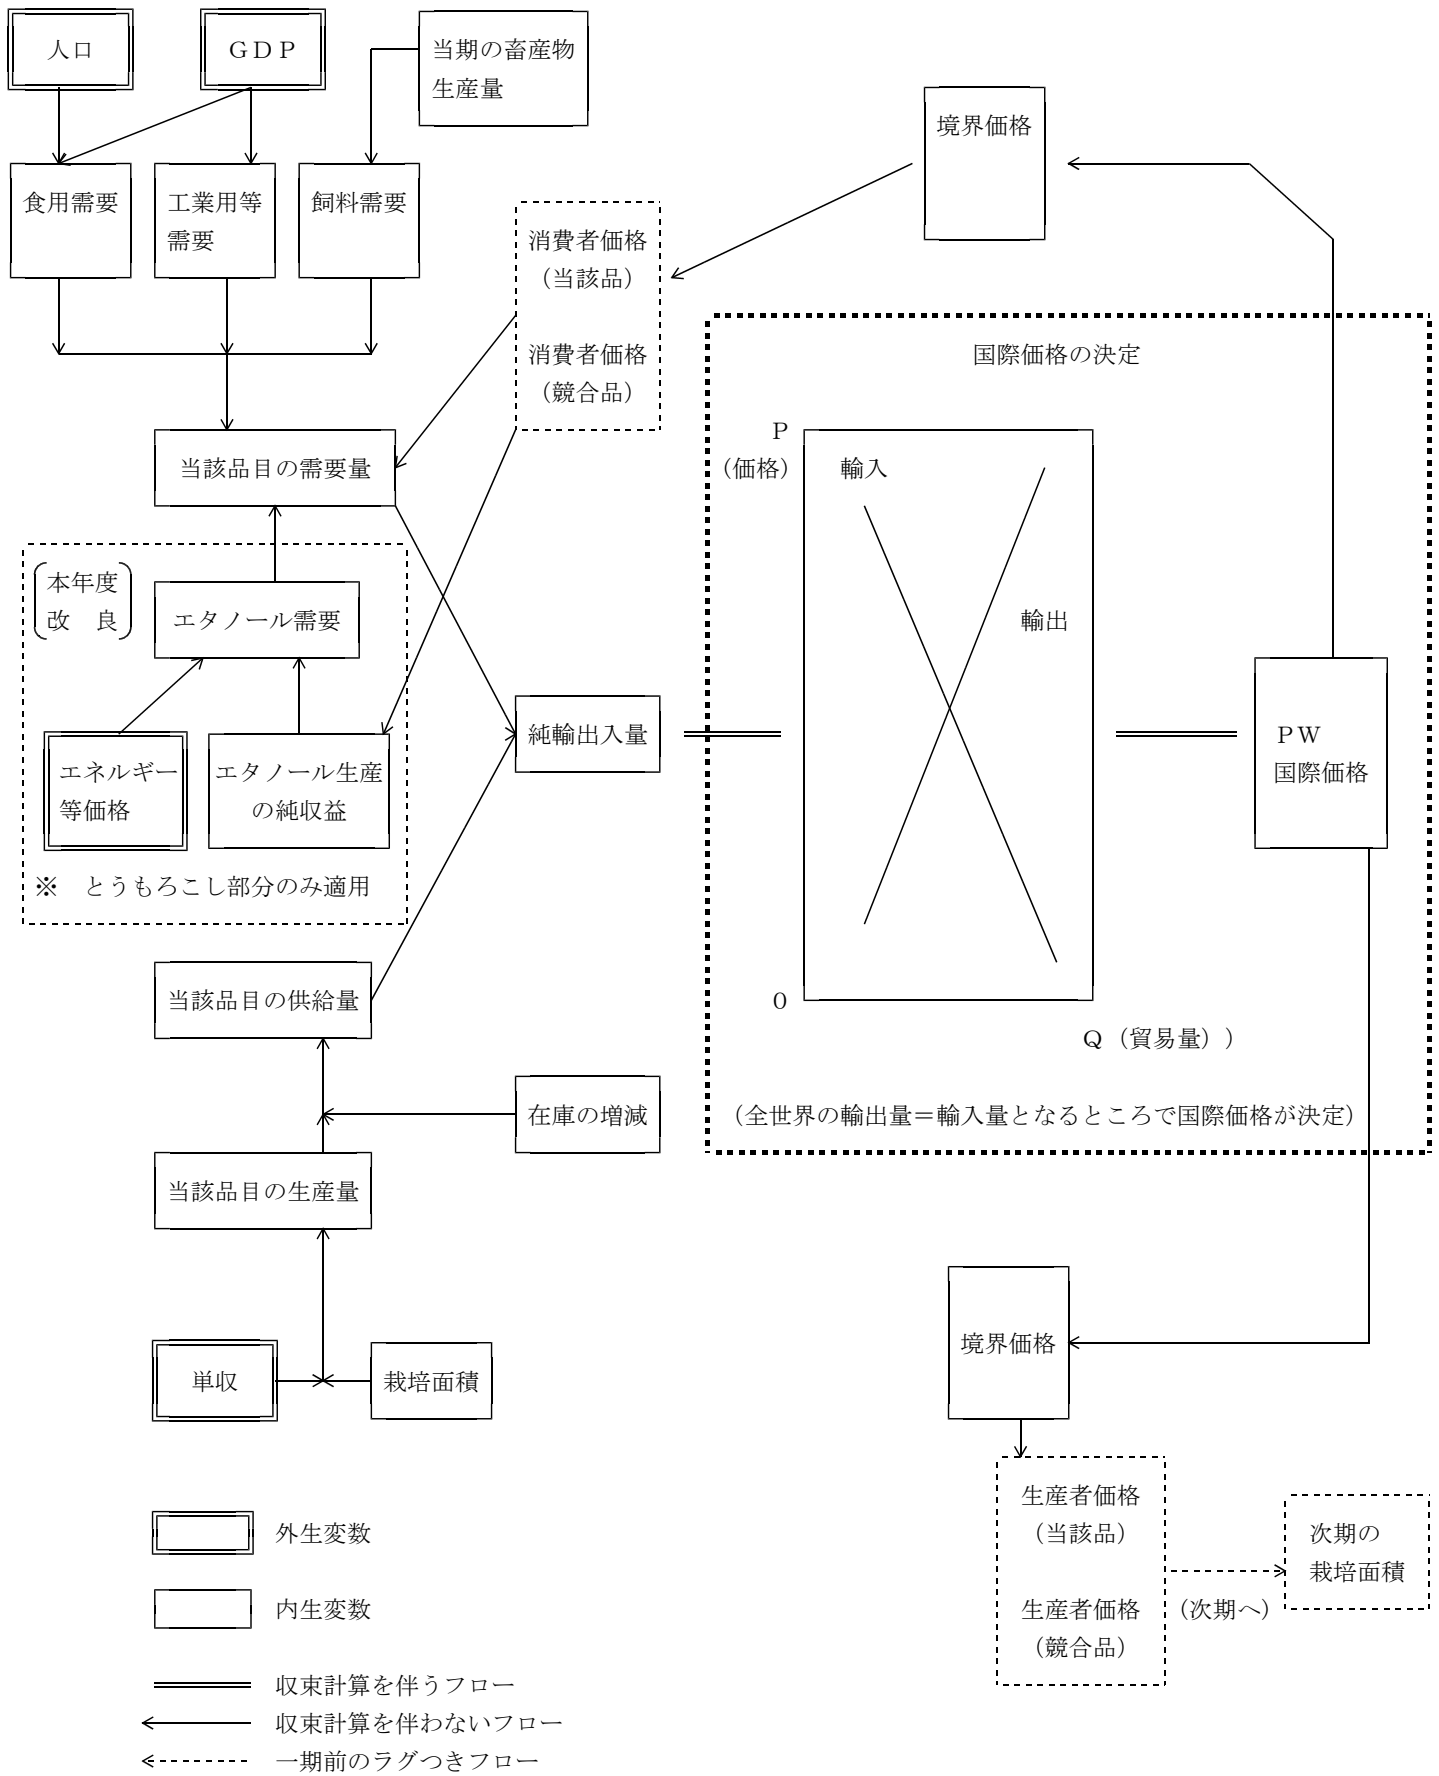 人口
ＧＤＰ
当期の畜産物
生産量
境界価格
食用需要
工業用等
需要
飼料需要
消費者価格
（当該品）
消費者価格
（競合品）
国際価格の決定
Ｐ
（価格）
輸入
輸出
当該品目の需要量
本年度
改　良
エタノール需要
エネルギー
等価格
エタノール生産
の純収益
※　とうもろこし部分のみ適用
純輸出入量
ＰＷ
国際価格
当該品目の供給量
０
Ｑ（貿易量））
在庫の増減
（全世界の輸出量＝輸入量となるところで国際価格が決定）
当該品目の生産量
単収
栽培面積
境界価格
生産者価格
（当該品）
生産者価格
（競合品）
（次期へ）
次期の
栽培面積
外生変数
内生変数
収束計算を伴うフロー
収束計算を伴わないフロー
一期前のラグつきフロー